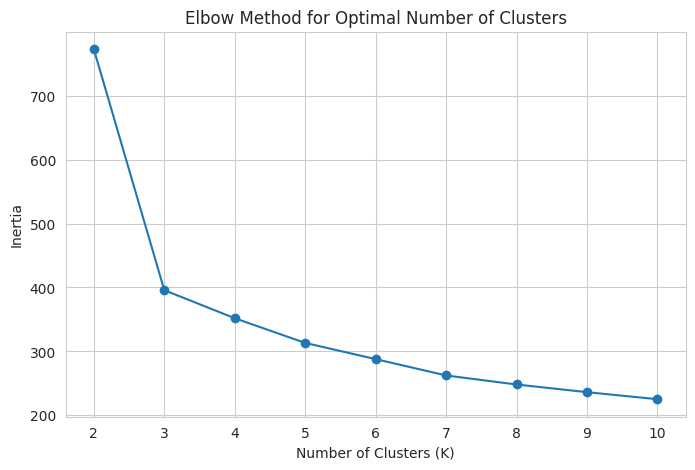 Elbow Method for Optimal Number of Clusters
Inertia
700
600
500
400
300
200
2 3 4 5 6 7 8 9 10
Number of Clusters (K)